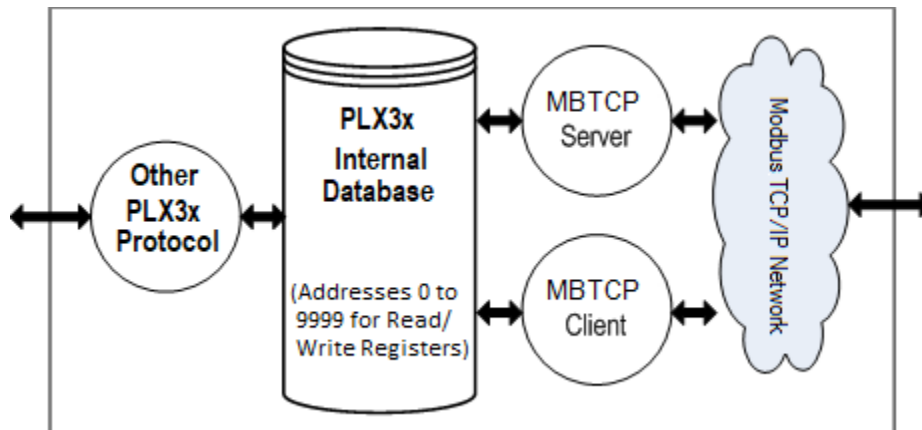 Other
PLX3x
Protocol
PLX3x
Internal
Database
(Addresses 0 to
9999 for Read/
Write Registers)
MBTCP
Server
MBTCP
Client
Modbus TCP/IP Network